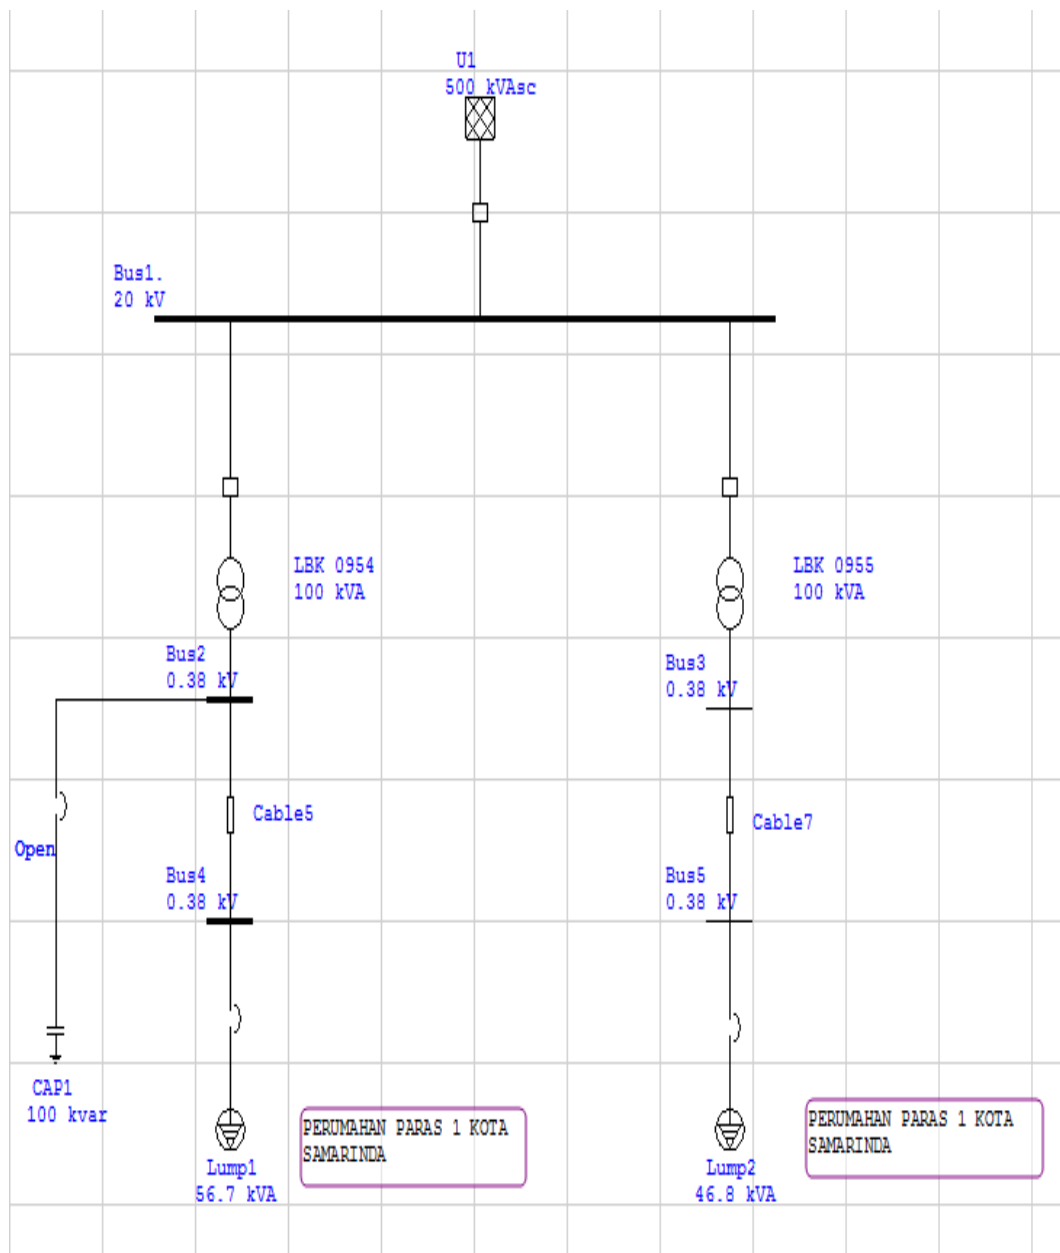 U1
500 kVAsc
Bus1.
20 kV
LBK 0954
100 kVA
LBK 0955
100 kVA
Bus2
0.38 kV
Bus3
0.38 kV
Cable5
Cable7
Open
Bus4
0.38 kV
Bus5
0.38 kV
CAP1
100 kvar
PERUMAHAN PARAS 1 KOTA
SAMARINDA
PERUMAHAN PARAS 1 KOTA
SAMARINDA
Lump1
56.7 kVA
Lump2
46.8 kVA